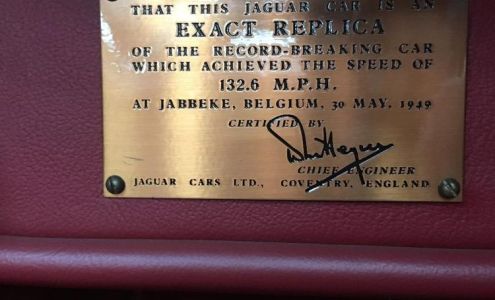 THAT THIS JAGUAR CAR IS AN
EXACT REPLICA
OF THE RECORD-BREAKING CAR
WHICH ACHIEVED THE SPEED OF
132.6 M.P.H.
AT JABBEKE, BELGIUM, 30 MAY, 1949
CERTIFIED BY
CHIEF ENGINEER
JAGUAR CARS LTD., COVENTRY, ENGLAND